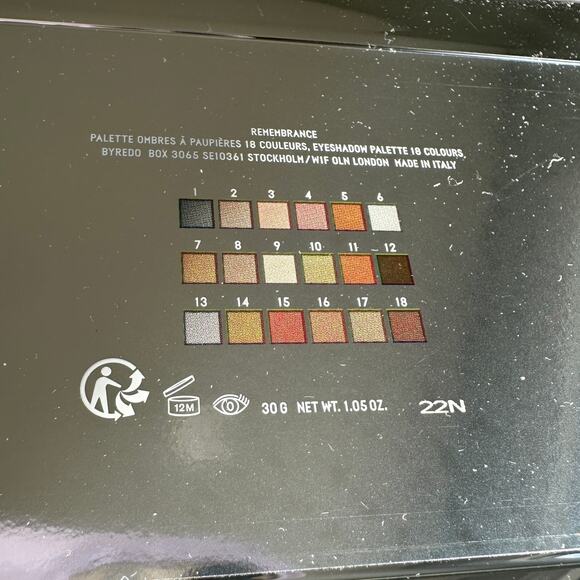 REMEMBRANCE
PALETTE OMBRES À PAUPIÈRES 18 COULEURS, EYESHADOW PALETTE 18 COLOURS,
BYREDO BOX 3065 SE10361 STOCKHOLM/W1F OLN LONDON MADE IN ITALY
1 2 3 4 5 6
7 8 9 10 11 12
13 14 15 16 17 18
12M 30 G NET WT. 1.05 OZ. 22N